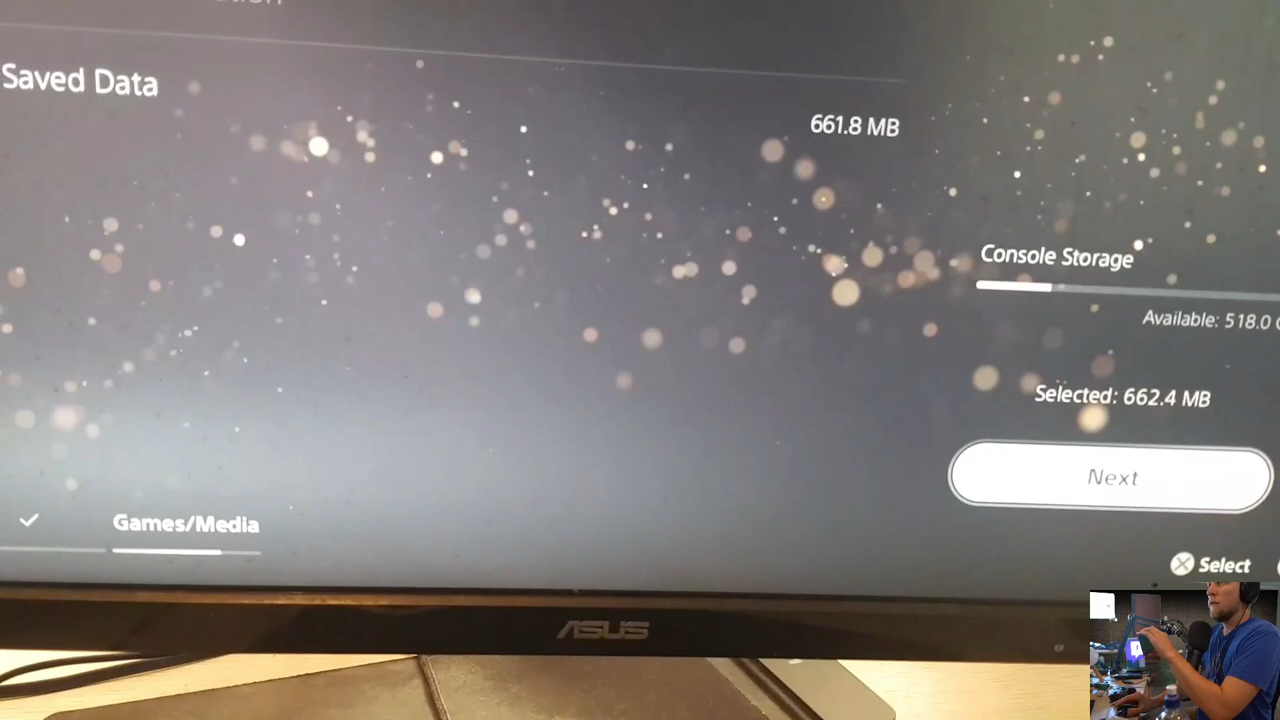 Saved Data
661.8 MB
Console Storage
Available: 518.0
Selected: 662.4 MB
Next
Games/Media
Select
ASUS